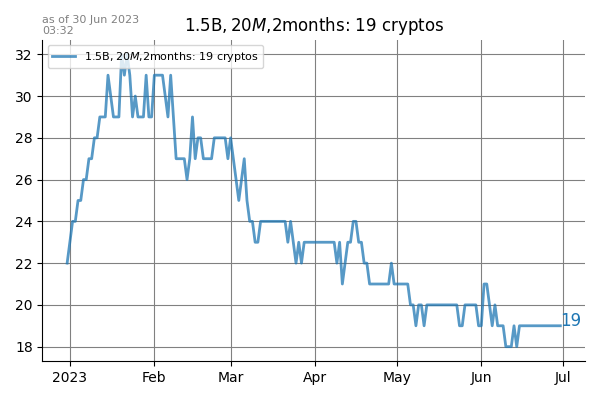 as of 30 Jun 2023
03:32
1.5B, 20M,2months: 19 cryptos
1.5B, 20M,2months: 19 cryptos
32
30
28
26
24
22
20
18
19
2023 Feb Mar Apr May Jun Jul